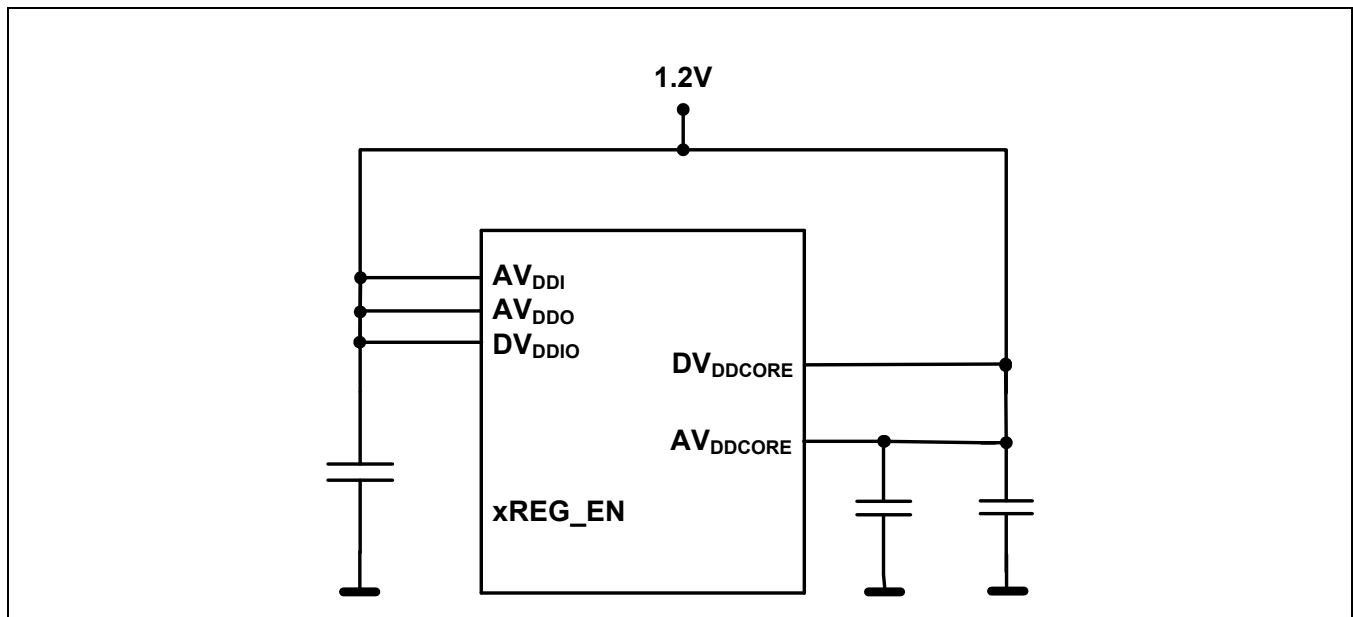 1.2V
AVDDI
AVDDO
DVDDIO
DVDDCORE
AVDDCORE
xREG_EN